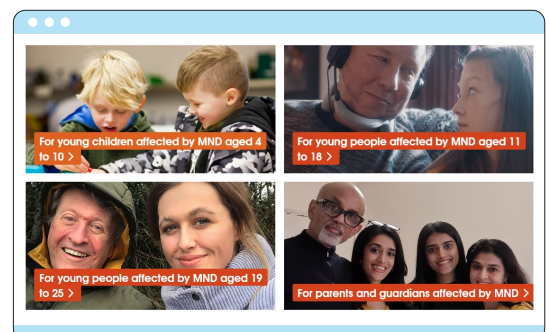 For young children affected by MND aged 4
to 10 >
For young people affected by MND aged 11
to 18 >
For young people affected by MND aged 19
to 25 >
For parents and guardians affected by MND >